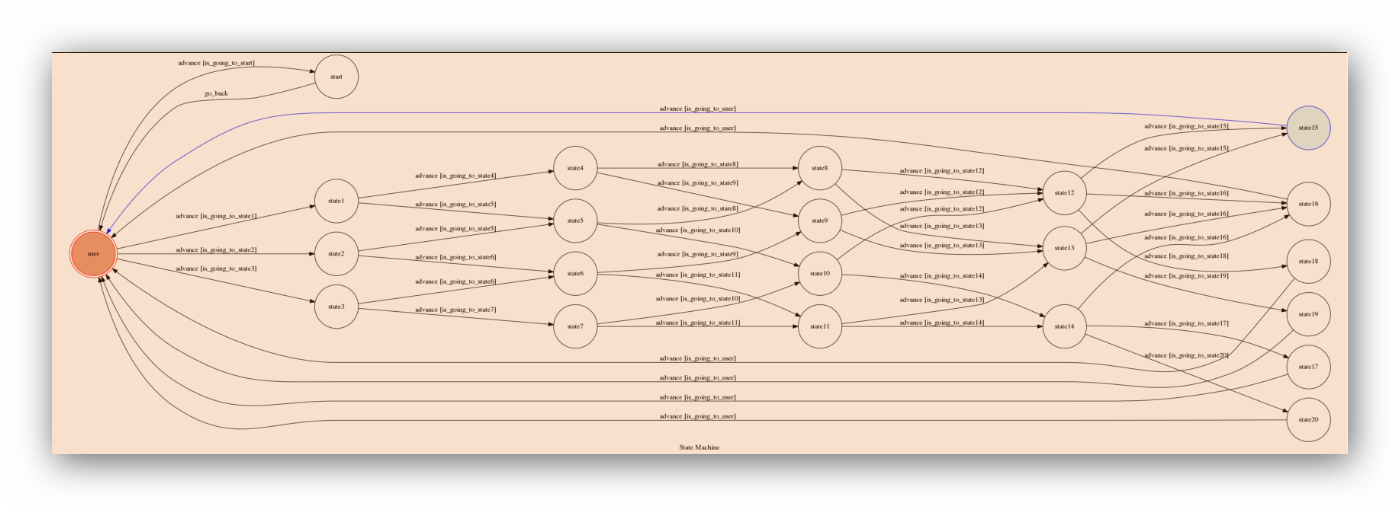 advance [is_going_to_start]
start
go_back
advance [is_going_to_user]
advance [is_going_to_user]
state15
advance [is_going_to_state15]
advance [is_going_to_state15]
state4
advance [is_going_to_state8]
state8
advance [is_going_to_state12]
advance [is_going_to_state4]
advance [is_going_to_state9]
advance [is_going_to_state12]
state12
advance [is_going_to_state16]
state1
advance [is_going_to_state5]
advance [is_going_to_state8]
advance [is_going_to_state12]
state16
advance [is_going_to_state1]
state5
state9
advance [is_going_to_state16]
advance [is_going_to_state5]
advance [is_going_to_state10]
advance [is_going_to_state13]
advance [is_going_to_state16]
user
advance [is_going_to_state2]
state2
advance [is_going_to_state6]
advance [is_going_to_state9]
advance [is_going_to_state13]
state13
advance [is_going_to_state18]
state18
advance [is_going_to_state3]
state6
advance [is_going_to_state11]
state10
advance [is_going_to_state14]
advance [is_going_to_state19]
advance [is_going_to_state6]
state3
advance [is_going_to_state7]
advance [is_going_to_state10]
advance [is_going_to_state13]
state19
state7
advance [is_going_to_state11]
state11
advance [is_going_to_state14]
state14
advance [is_going_to_state17]
advance [is_going_to_user]
advance [is_going_to_state20]
state17
advance [is_going_to_user]
advance [is_going_to_user]
advance [is_going_to_user]
state20
State Machine